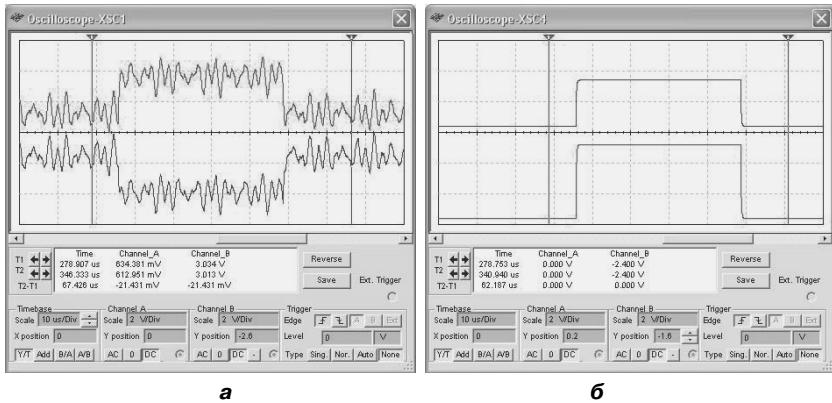 Oscilloscope-XSC1
T1
T2
T2-T1
Time Channel_A Channel_B
278.907 us 634.381 mV 3.034 V
346.333 us 612.951 mV 3.013 V
67.426 us -21.431 mV -21.431 mV
Reverse
Save
Ext. Trigger
Timebase
Scale 10 us/Div
X position 0
Y/T Add B/A A/B
Channel A
Scale 2 V/Div
Y position 0
AC 0 DC
Channel B
Scale 2 V/Div
Y position -2.6
AC 0 DC -
Trigger
Edge A B Ext
Level 0 V
Type Sing. Nor. Auto None
а
Oscilloscope-XSC4
T1
T2
T2-T1
Time Channel_A Channel_B
278.753 us 0.000 V -2.400 V
340.940 us 0.000 V -2.400 V
62.187 us 0.000 V 0.000 V
Reverse
Save
Ext. Trigger
Timebase
Scale 10 us/Div
X position 0
Y/T Add B/A A/B
Channel A
Scale 2 V/Div
Y position 0.2
AC 0 DC
Channel B
Scale 2 V/Div
Y position -1.6
AC 0 DC -
Trigger
Edge A B Ext
Level 0 V
Type Sing. Nor. Auto None
б